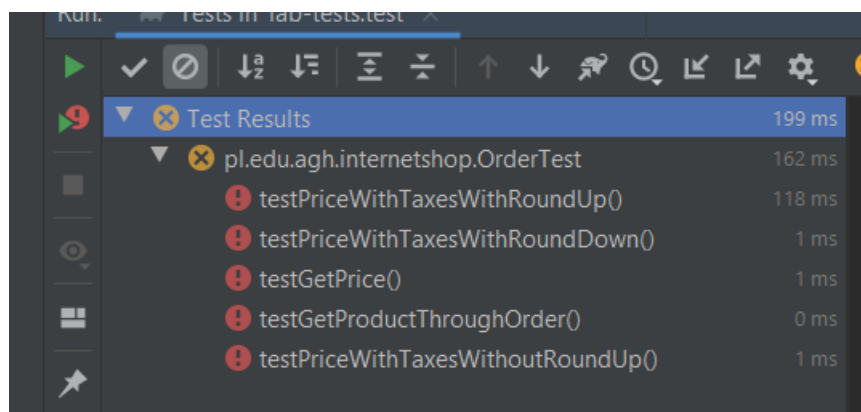 Run: Tests in 'lab-tests.test'
Test Results 199 ms
pl.edu.agh.internetshop.OrderTest 162 ms
testPriceWithTaxesWithRoundUp() 118 ms
testPriceWithTaxesWithRoundDown() 1 ms
testGetPrice() 1 ms
testGetProductThroughOrder() 0 ms
testPriceWithTaxesWithoutRoundUp() 1 ms